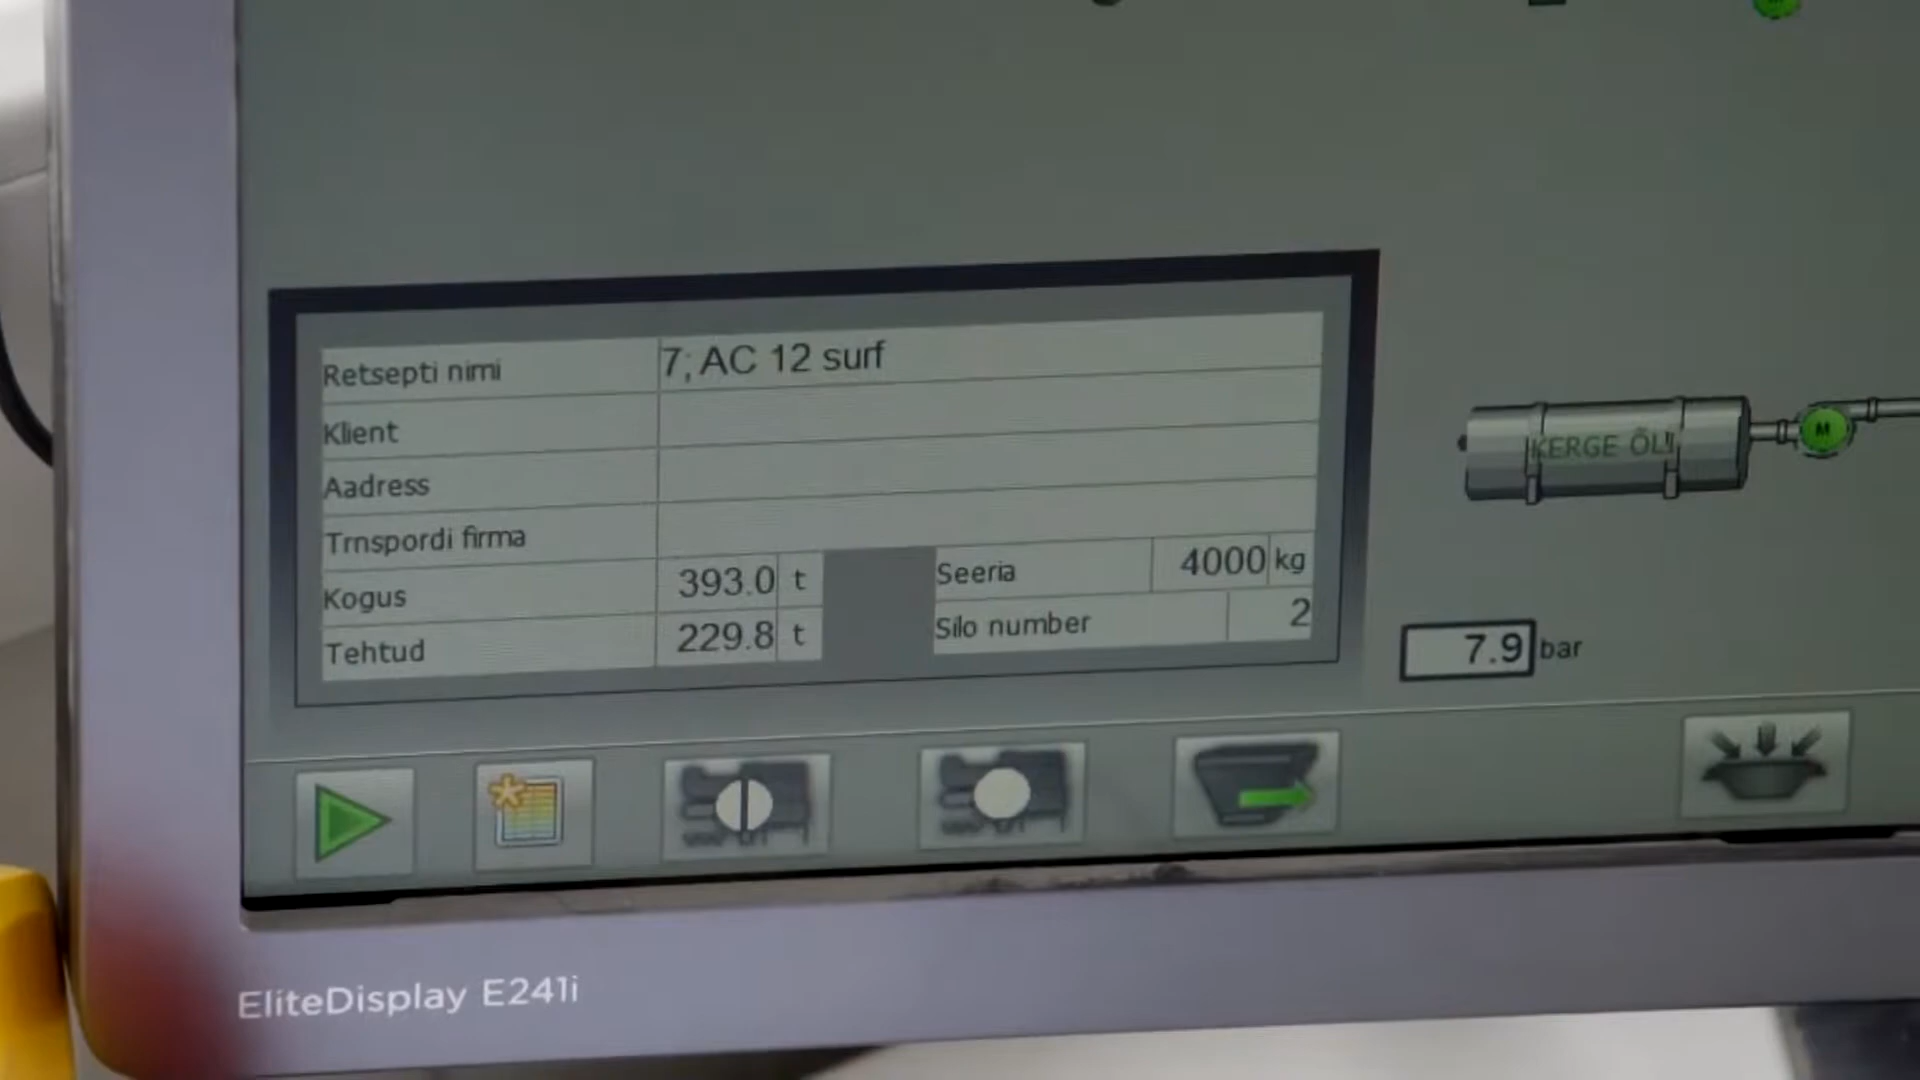 Retsepti nimi 7; AC 12 surf
Klient
Aadress
Trnspordi firma
Kogus 393.0 t Seeria 4000 kg
Tehtud 229.8 t Silo number 2
KERGE ÕLI
M
7.9 bar
EliteDisplay E241i